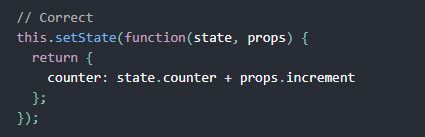 // Correct
this.setState(function(state, props) {
  return {
    counter: state.counter + props.increment
  };
});